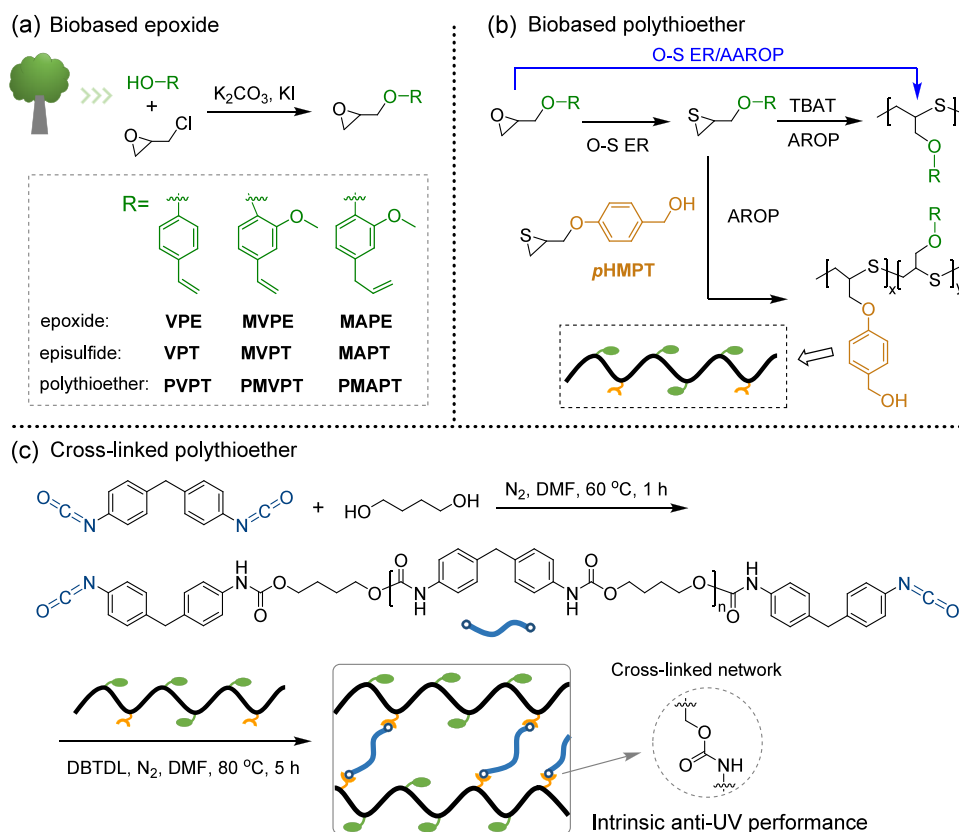 (a) Biobased epoxide
HO–R
+
O
Cl
K2CO3, KI
O
O
R
R=
O
O
epoxide: VPE MVPE MAPE
episulfide: VPT MVPT MAPT
polythioether: PVPT PMVPT PMAPT
(b) Biobased polythioether
O-S ER/AAROP
O
O
R
O-S ER
S
O
R
TBAT
AROP
S
O
R
S
O
OH
pHMPT
AROP
R
O
S
x
S
y
O
OH
(c) Cross-linked polythioether
O
C
N
N
C
O
+
HO
OH
N2, DMF, 60 °C, 1 h
O
C
N
H
N
O
O
O
O
N
H
H
N
O
O
O
n
O
H
N
N
C
O
DBTDL, N2, DMF, 80 °C, 5 h
Cross-linked network
O
O
NH
Intrinsic anti-UV performance